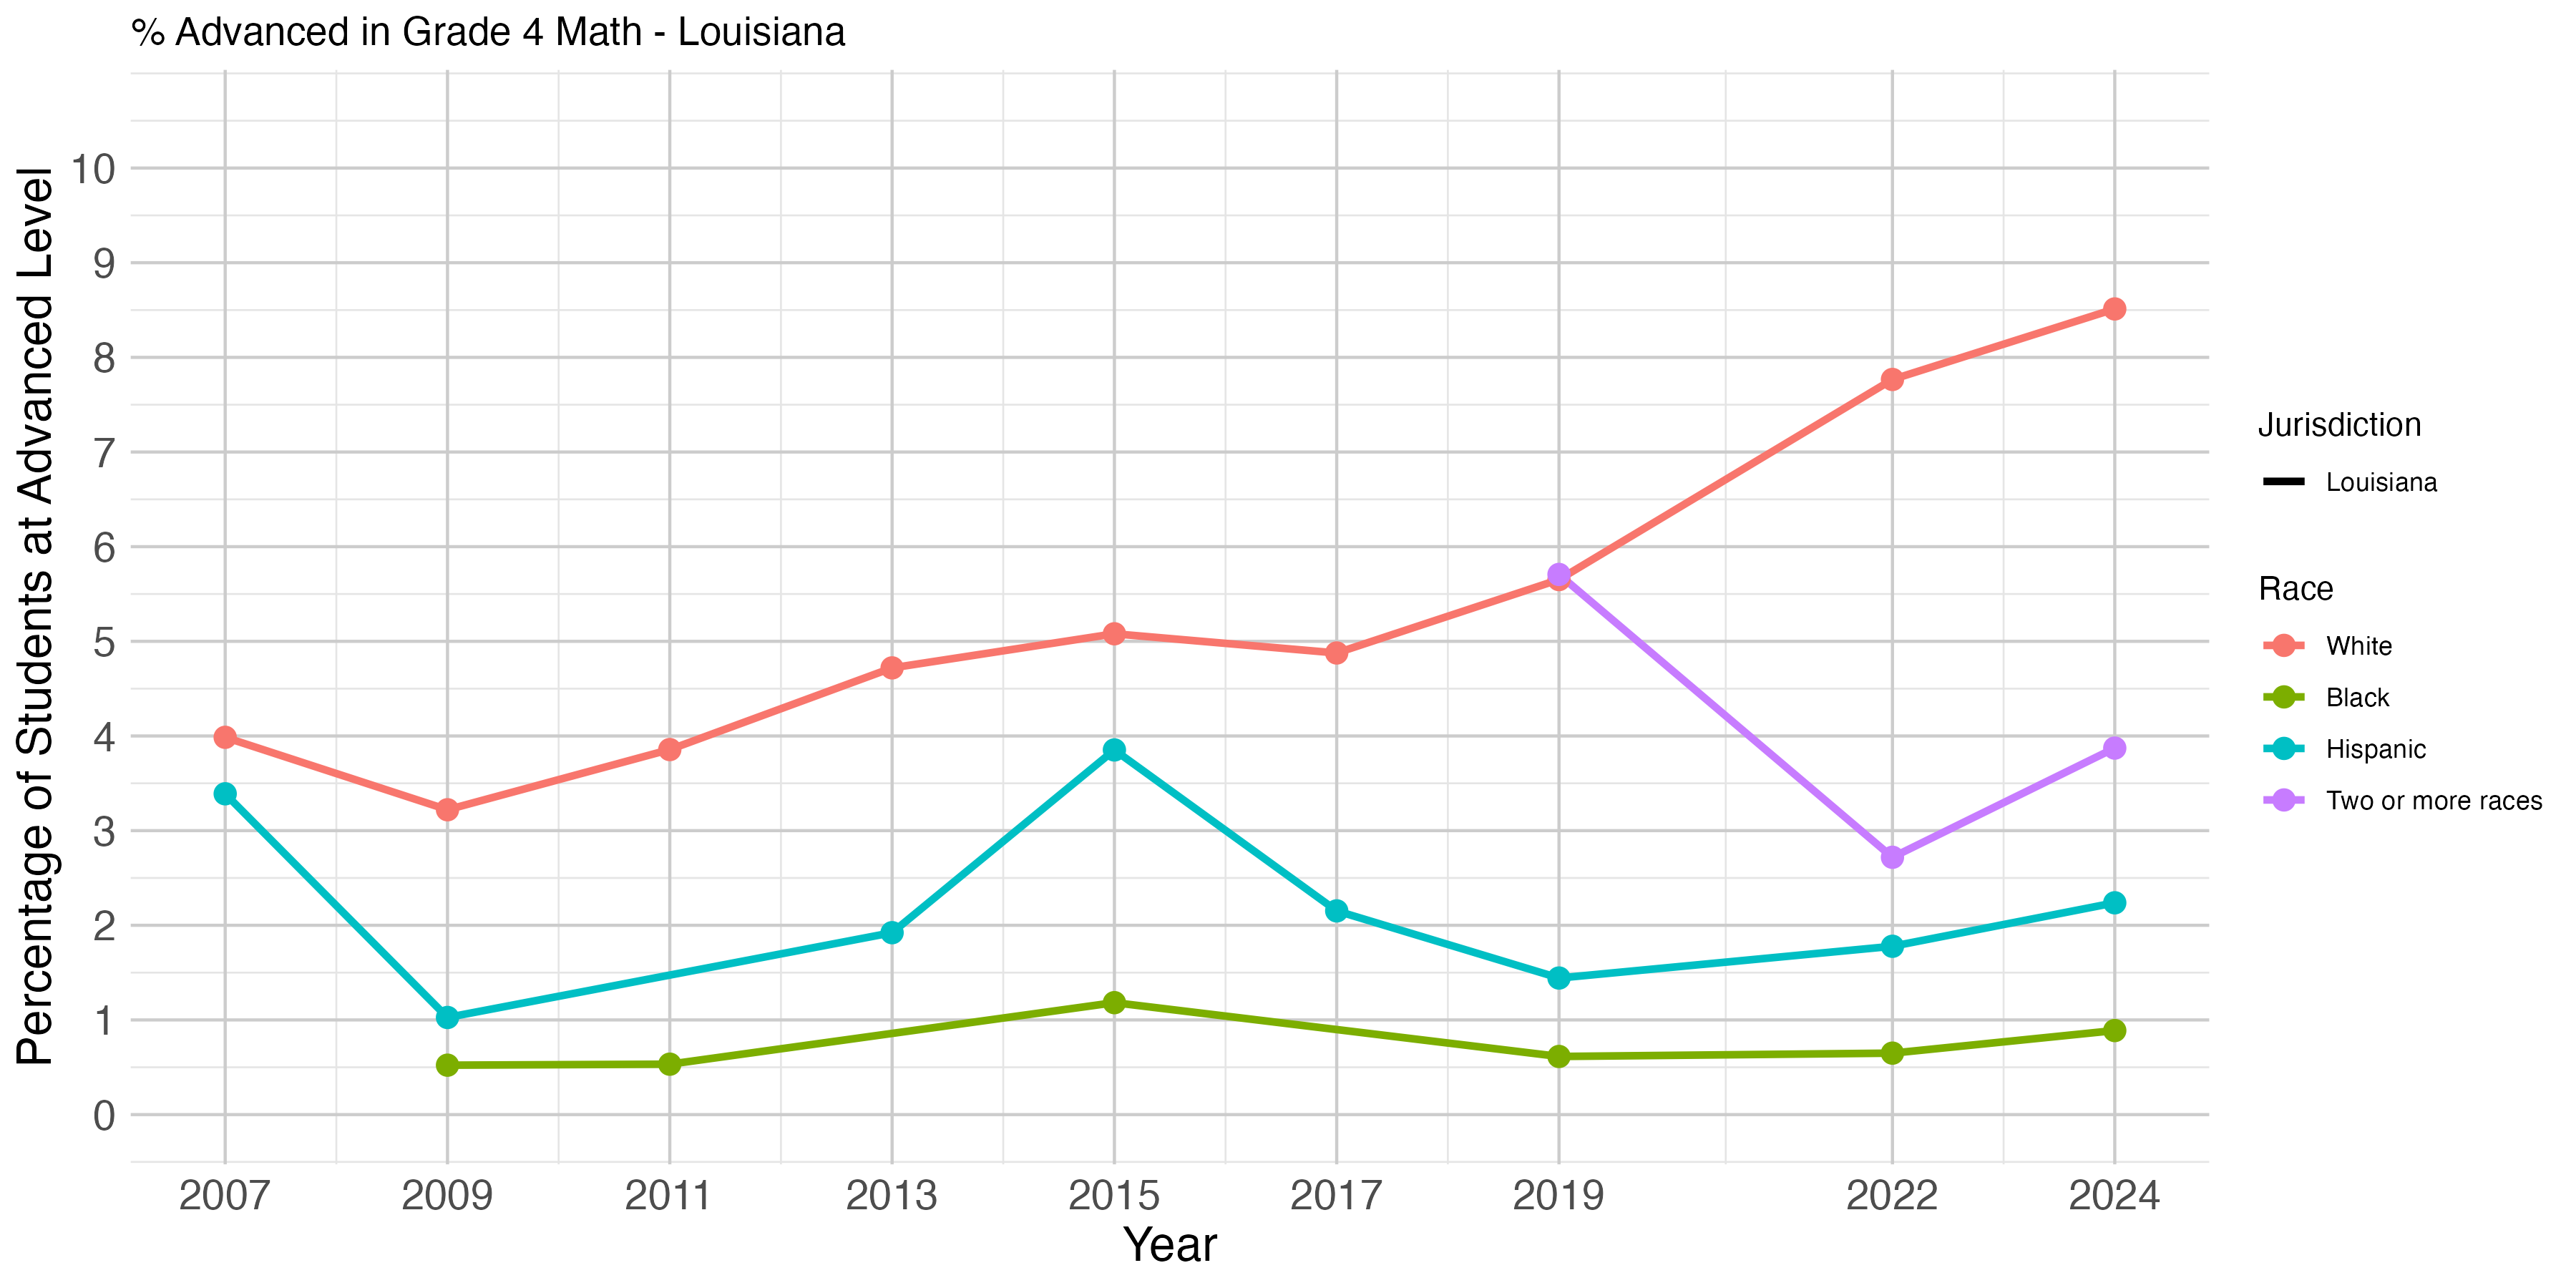 % Advanced in Grade 4 Math - Louisiana
Percentage of Students at Advanced Level
10
9
8
7
6
5
4
3
2
1
0
2007 2009 2011 2013 2015 2017 2019 2022 2024
Year
Jurisdiction
Louisiana
Race
White
Black
Hispanic
Two or more races